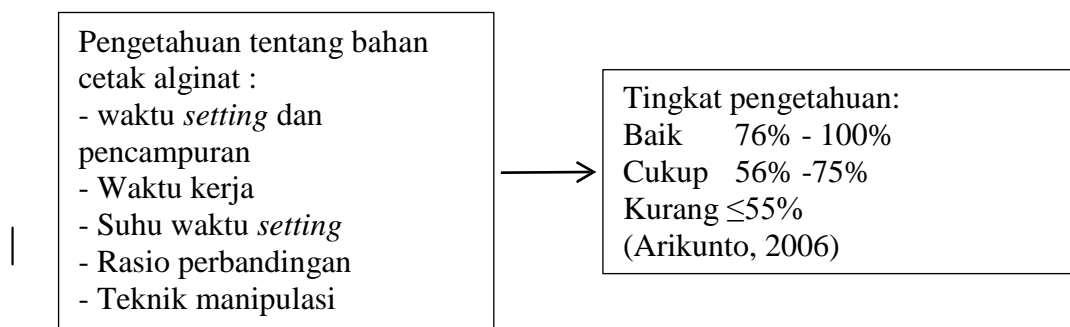 Pengetahuan tentang bahan
cetak alginat :
- waktu setting dan
pencampuran
- Waktu kerja
- Suhu waktu setting
- Rasio perbandingan
- Teknik manipulasi
Tingkat pengetahuan:
Baik 76% - 100%
Cukup 56% -75%
Kurang ≤55%
(Arikunto, 2006)